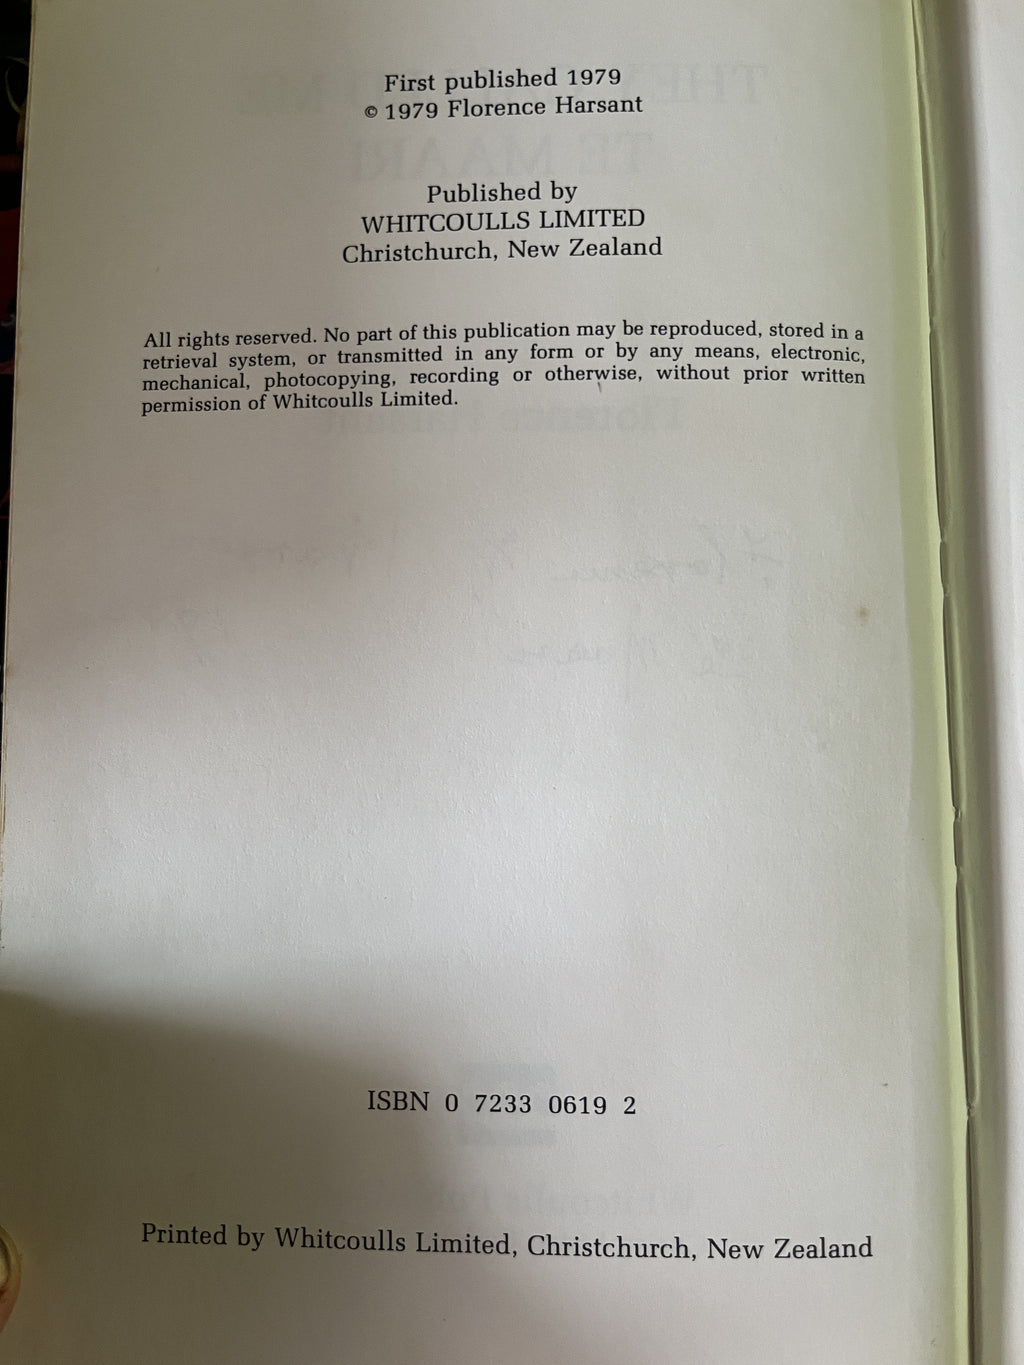 First published 1979
© 1979 Florence Harsant
Published by
WHITCOULLS LIMITED
Christchurch, New Zealand
All rights reserved. No part of this publication may be reproduced, stored in a
retrieval system, or transmitted in any form or by any means, electronic,
mechanical, photocopying, recording or otherwise, without prior written
permission of Whitcoulls Limited.
ISBN 0 7233 0619 2
Printed by Whitcoulls Limited, Christchurch, New Zealand